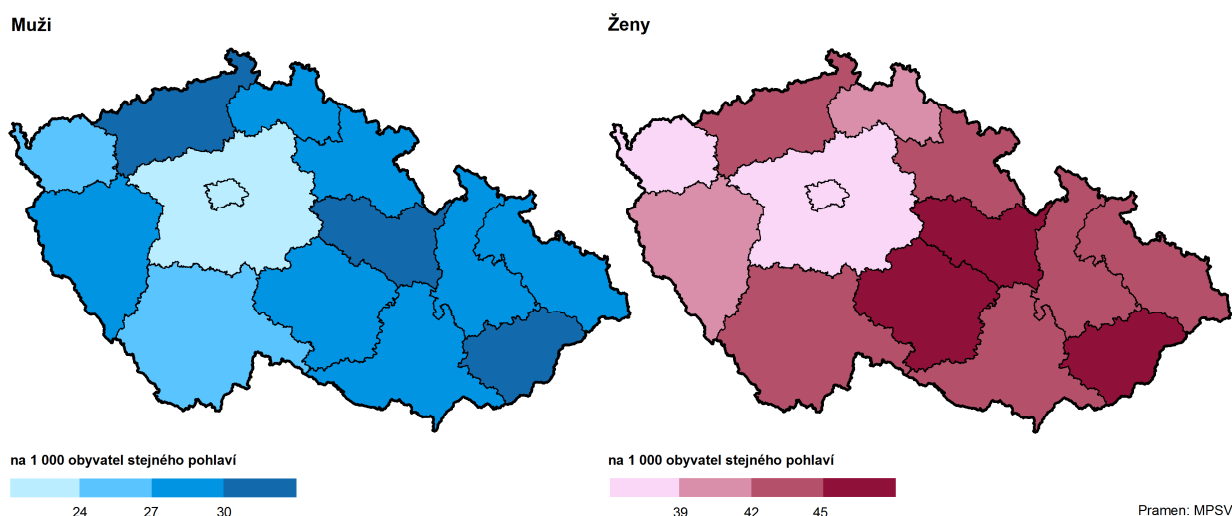 Muži
Ženy
na 1 000 obyvatel stejného pohlaví
24 27 30
na 1 000 obyvatel stejného pohlaví
39 42 45
Pramen: MPSV